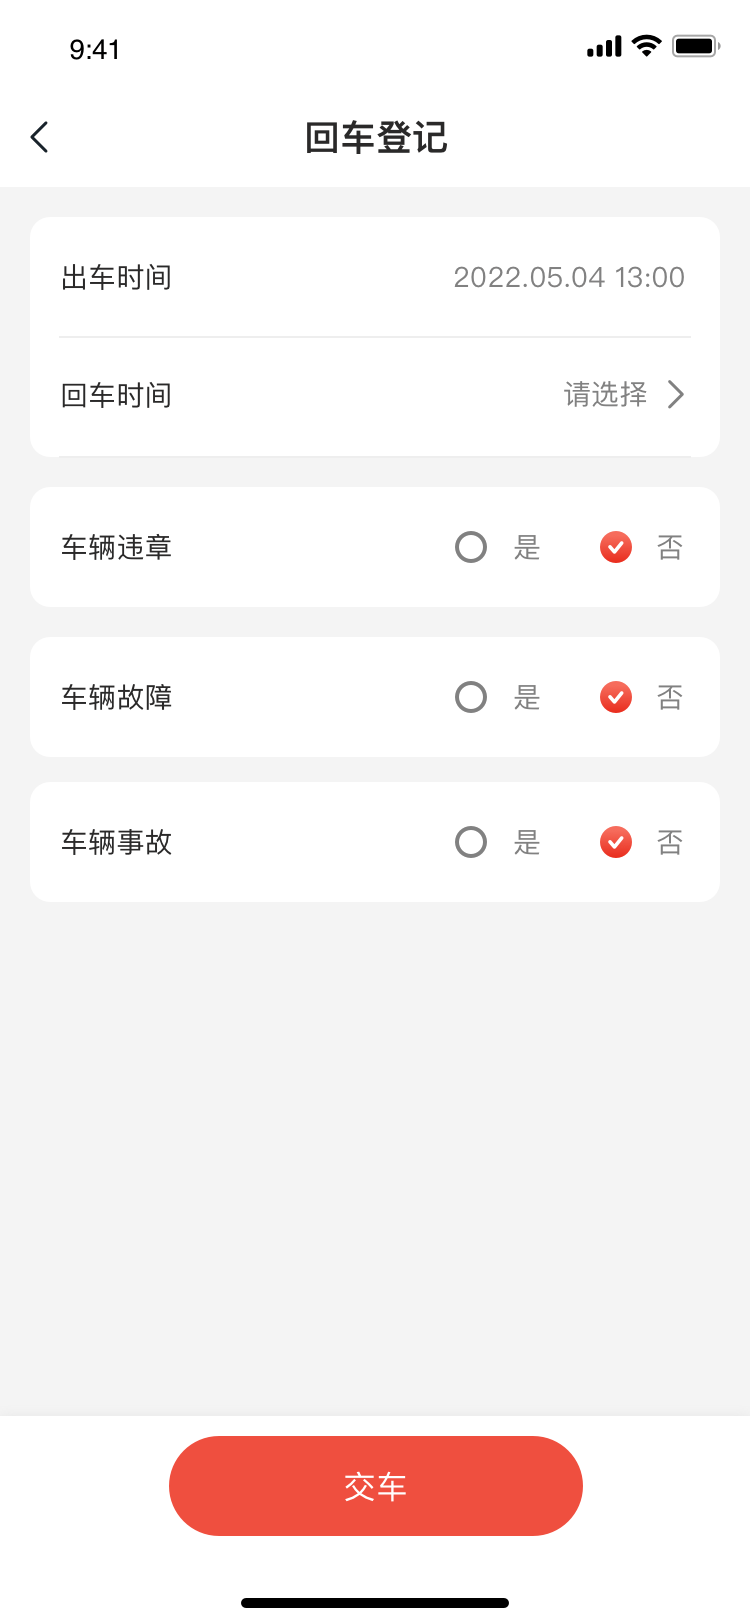 9:41
回车登记
出车时间 2022.05.04 13:00
回车时间 请选择
车辆违章 是 否
车辆故障 是 否
车辆事故 是 否
交车